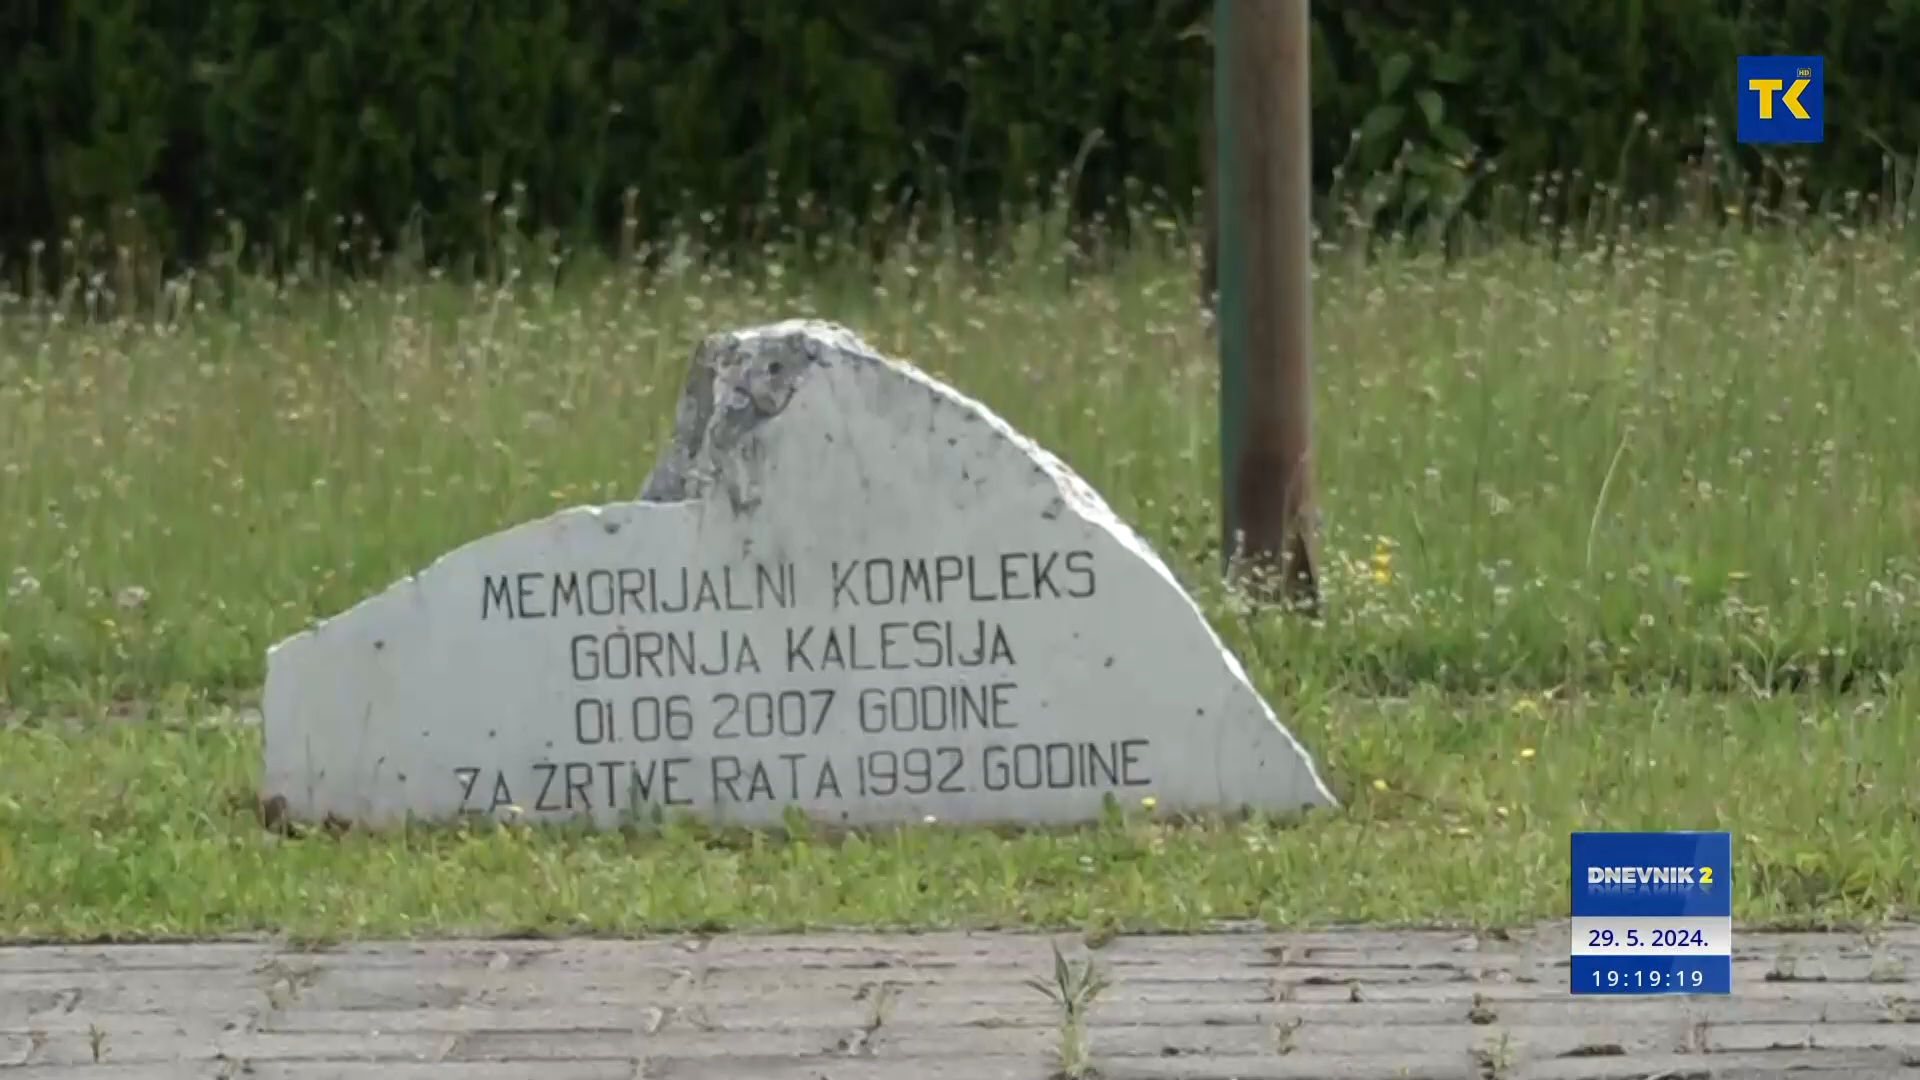 TK HD
MEMORIJALNI KOMPLEKS
GORNJA KALESIJA
01.06 2007 GODINE
ZA ŽRTVE RATA 1992.GODINE
DNEVNIK 2
29. 5. 2024.
19:19:19